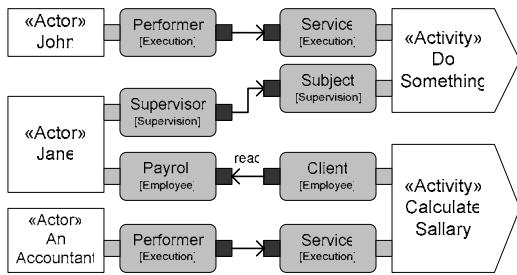 «Actor»
John
Performer
[Execution]
Service
[Execution]
«Activity»
Do
Something
Subject
[Supervision]
Supervisor
[Supervision]
«Actor»
Jane
Payrol
[Employee]
reac
Client
[Employee]
«Activity»
Calculate
Sallary
«Actor»
An
Accountant
Performer
[Execution]
Service
[Execution]